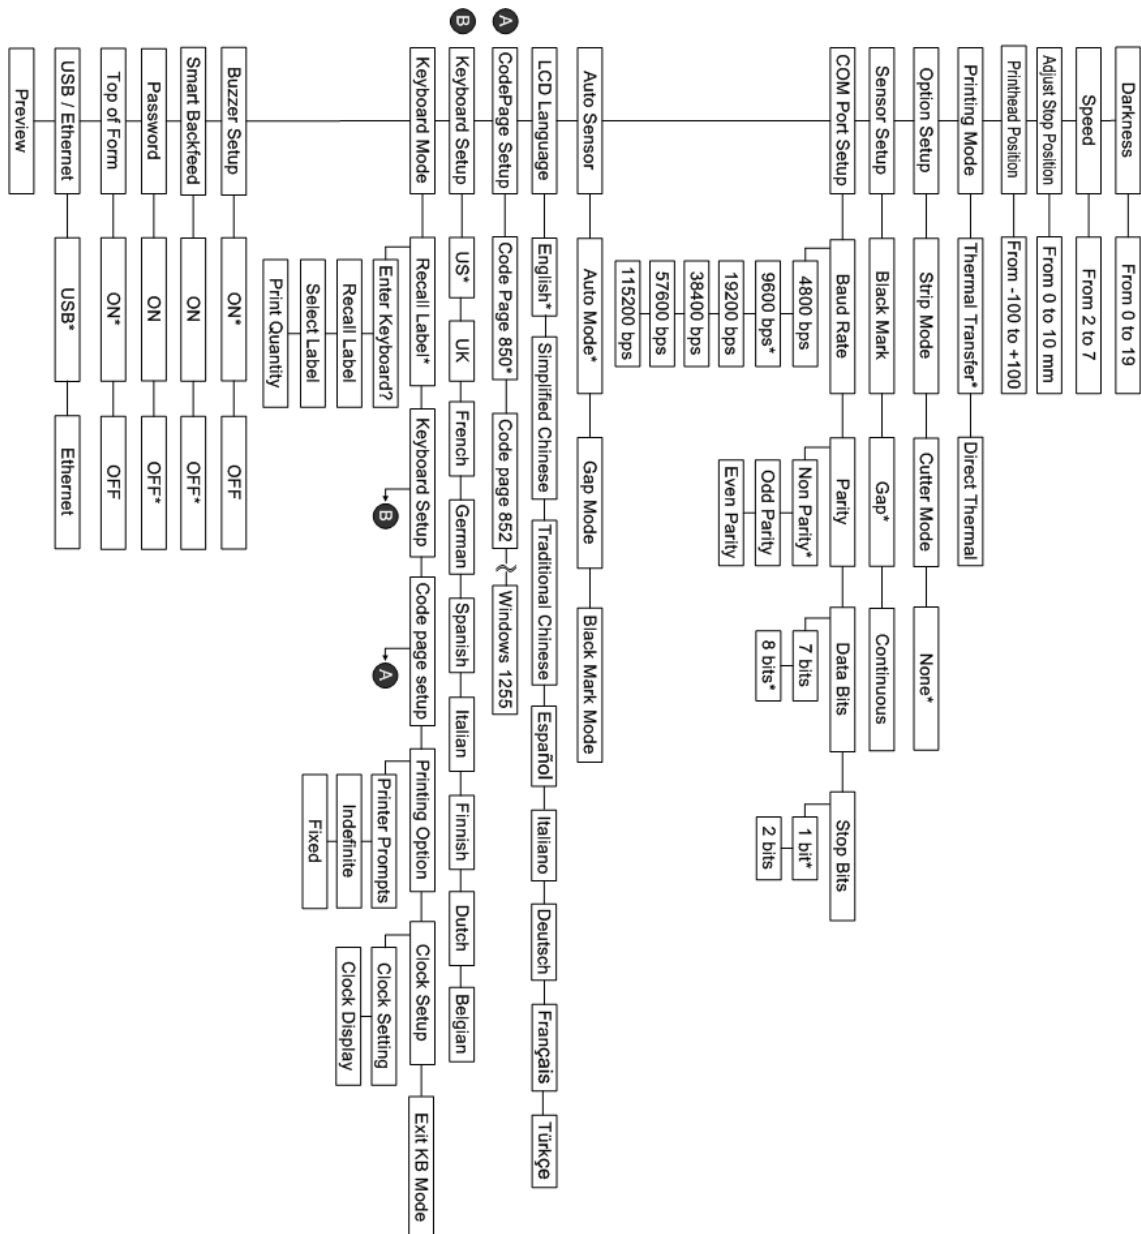 Darkness
From 0 to 19
Speed
From 2 to 7
Adjust Stop Position
From 0 to 10 mm
Printhead Position
From -100 to +100
Printing Mode
Thermal Transfer*
Direct Thermal
Option Setup
Strip Mode
Cutter Mode
None*
Sensor Setup
Black Mark
Gap*
Continuous
COM Port Setup
Baud Rate
Parity
Data Bits
Stop Bits
4800 bps
9600 bps*
19200 bps
38400 bps
57600 bps
115200 bps
Non Parity*
Odd Parity
Even Parity
7 bits
8 bits*
1 bit*
2 bits
Auto Sensor
Auto Mode*
Gap Mode
Black Mark Mode
LCD Language
English*
Simplified Chinese
Traditional Chinese
Español
Italiano
Deutsch
Français
Türkçe
A
CodePage Setup
Code Page 850*
Code page 852
Windows 1255
B
Keyboard Setup
US*
UK
French
German
Spanish
Italian
Finnish
Dutch
Belgian
Keyboard Mode
Recall Label*
Keyboard Setup
Code page setup
Printing Option
Clock Setup
Exit KB Mode
Enter Keyboard?
Recall Label
Select Label
Print Quantity
B
A
Printer Prompts
Indefinite
Fixed
Clock Setting
Clock Display
Buzzer Setup
ON*
OFF
Smart Backfeed
ON
OFF*
Password
ON
OFF*
Top of Form
ON*
OFF
USB / Ethernet
USB*
Ethernet
Preview